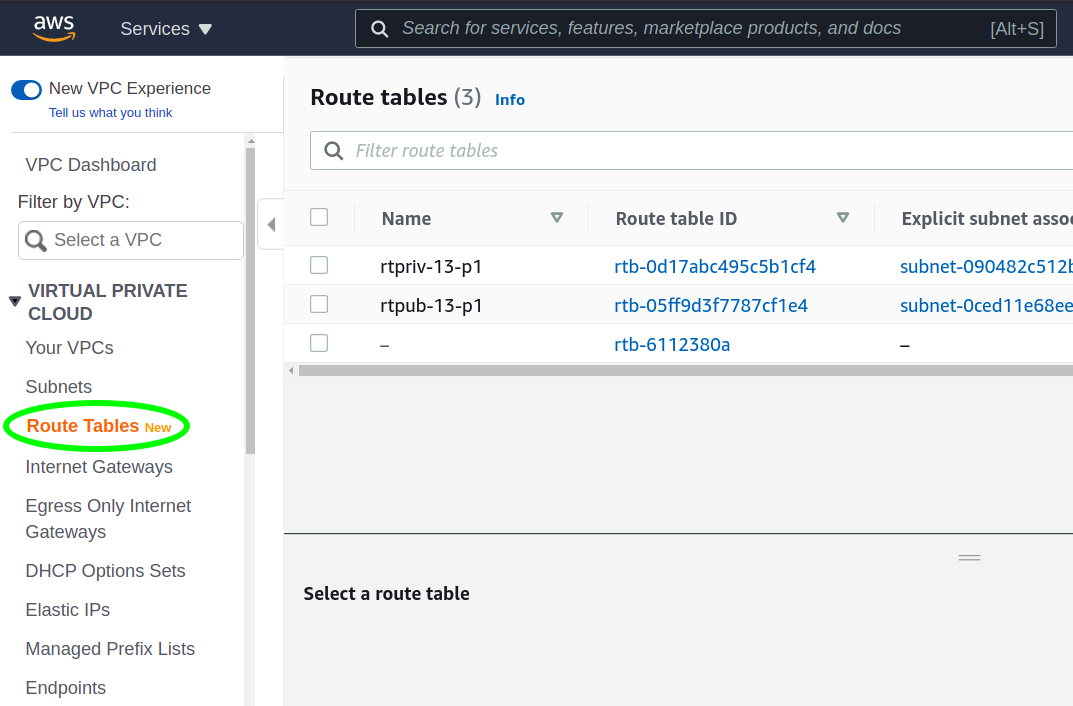 aws
Services
Search for services, features, marketplace products, and docs [Alt+S]
New VPC Experience
Tell us what you think
VPC Dashboard
Filter by VPC:
Select a VPC
VIRTUAL PRIVATE
CLOUD
Your VPCs
Subnets
Route Tables New
Internet Gateways
Egress Only Internet
Gateways
DHCP Options Sets
Elastic IPs
Managed Prefix Lists
Endpoints
Route tables (3) Info
Filter route tables
Name Route table ID Explicit subnet asso
rtpriv-13-p1 rtb-0d17abc495c5b1cf4 subnet-090482c512b
rtpub-13-p1 rtb-05ff9d3f7787cf1e4 subnet-0ced11e68ee
– rtb-6112380a –
Select a route table